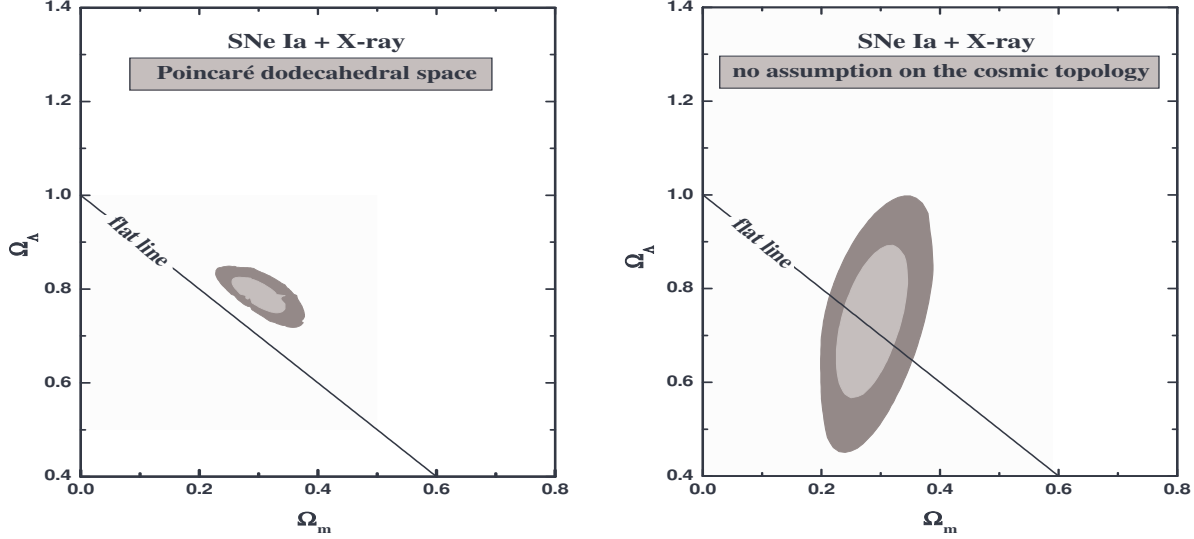 SNe Ia + X-ray
Poincaré dodecahedral space
1.4
1.2
1.0
0.8
0.6
0.4
Ω_Λ
flat line
0.0
0.2
0.4
0.6
0.8
Ω_m
SNe Ia + X-ray
no assumption on the cosmic topology
1.4
1.2
1.0
0.8
0.6
0.4
Ω_Λ
flat line
0.0
0.2
0.4
0.6
0.8
Ω_m